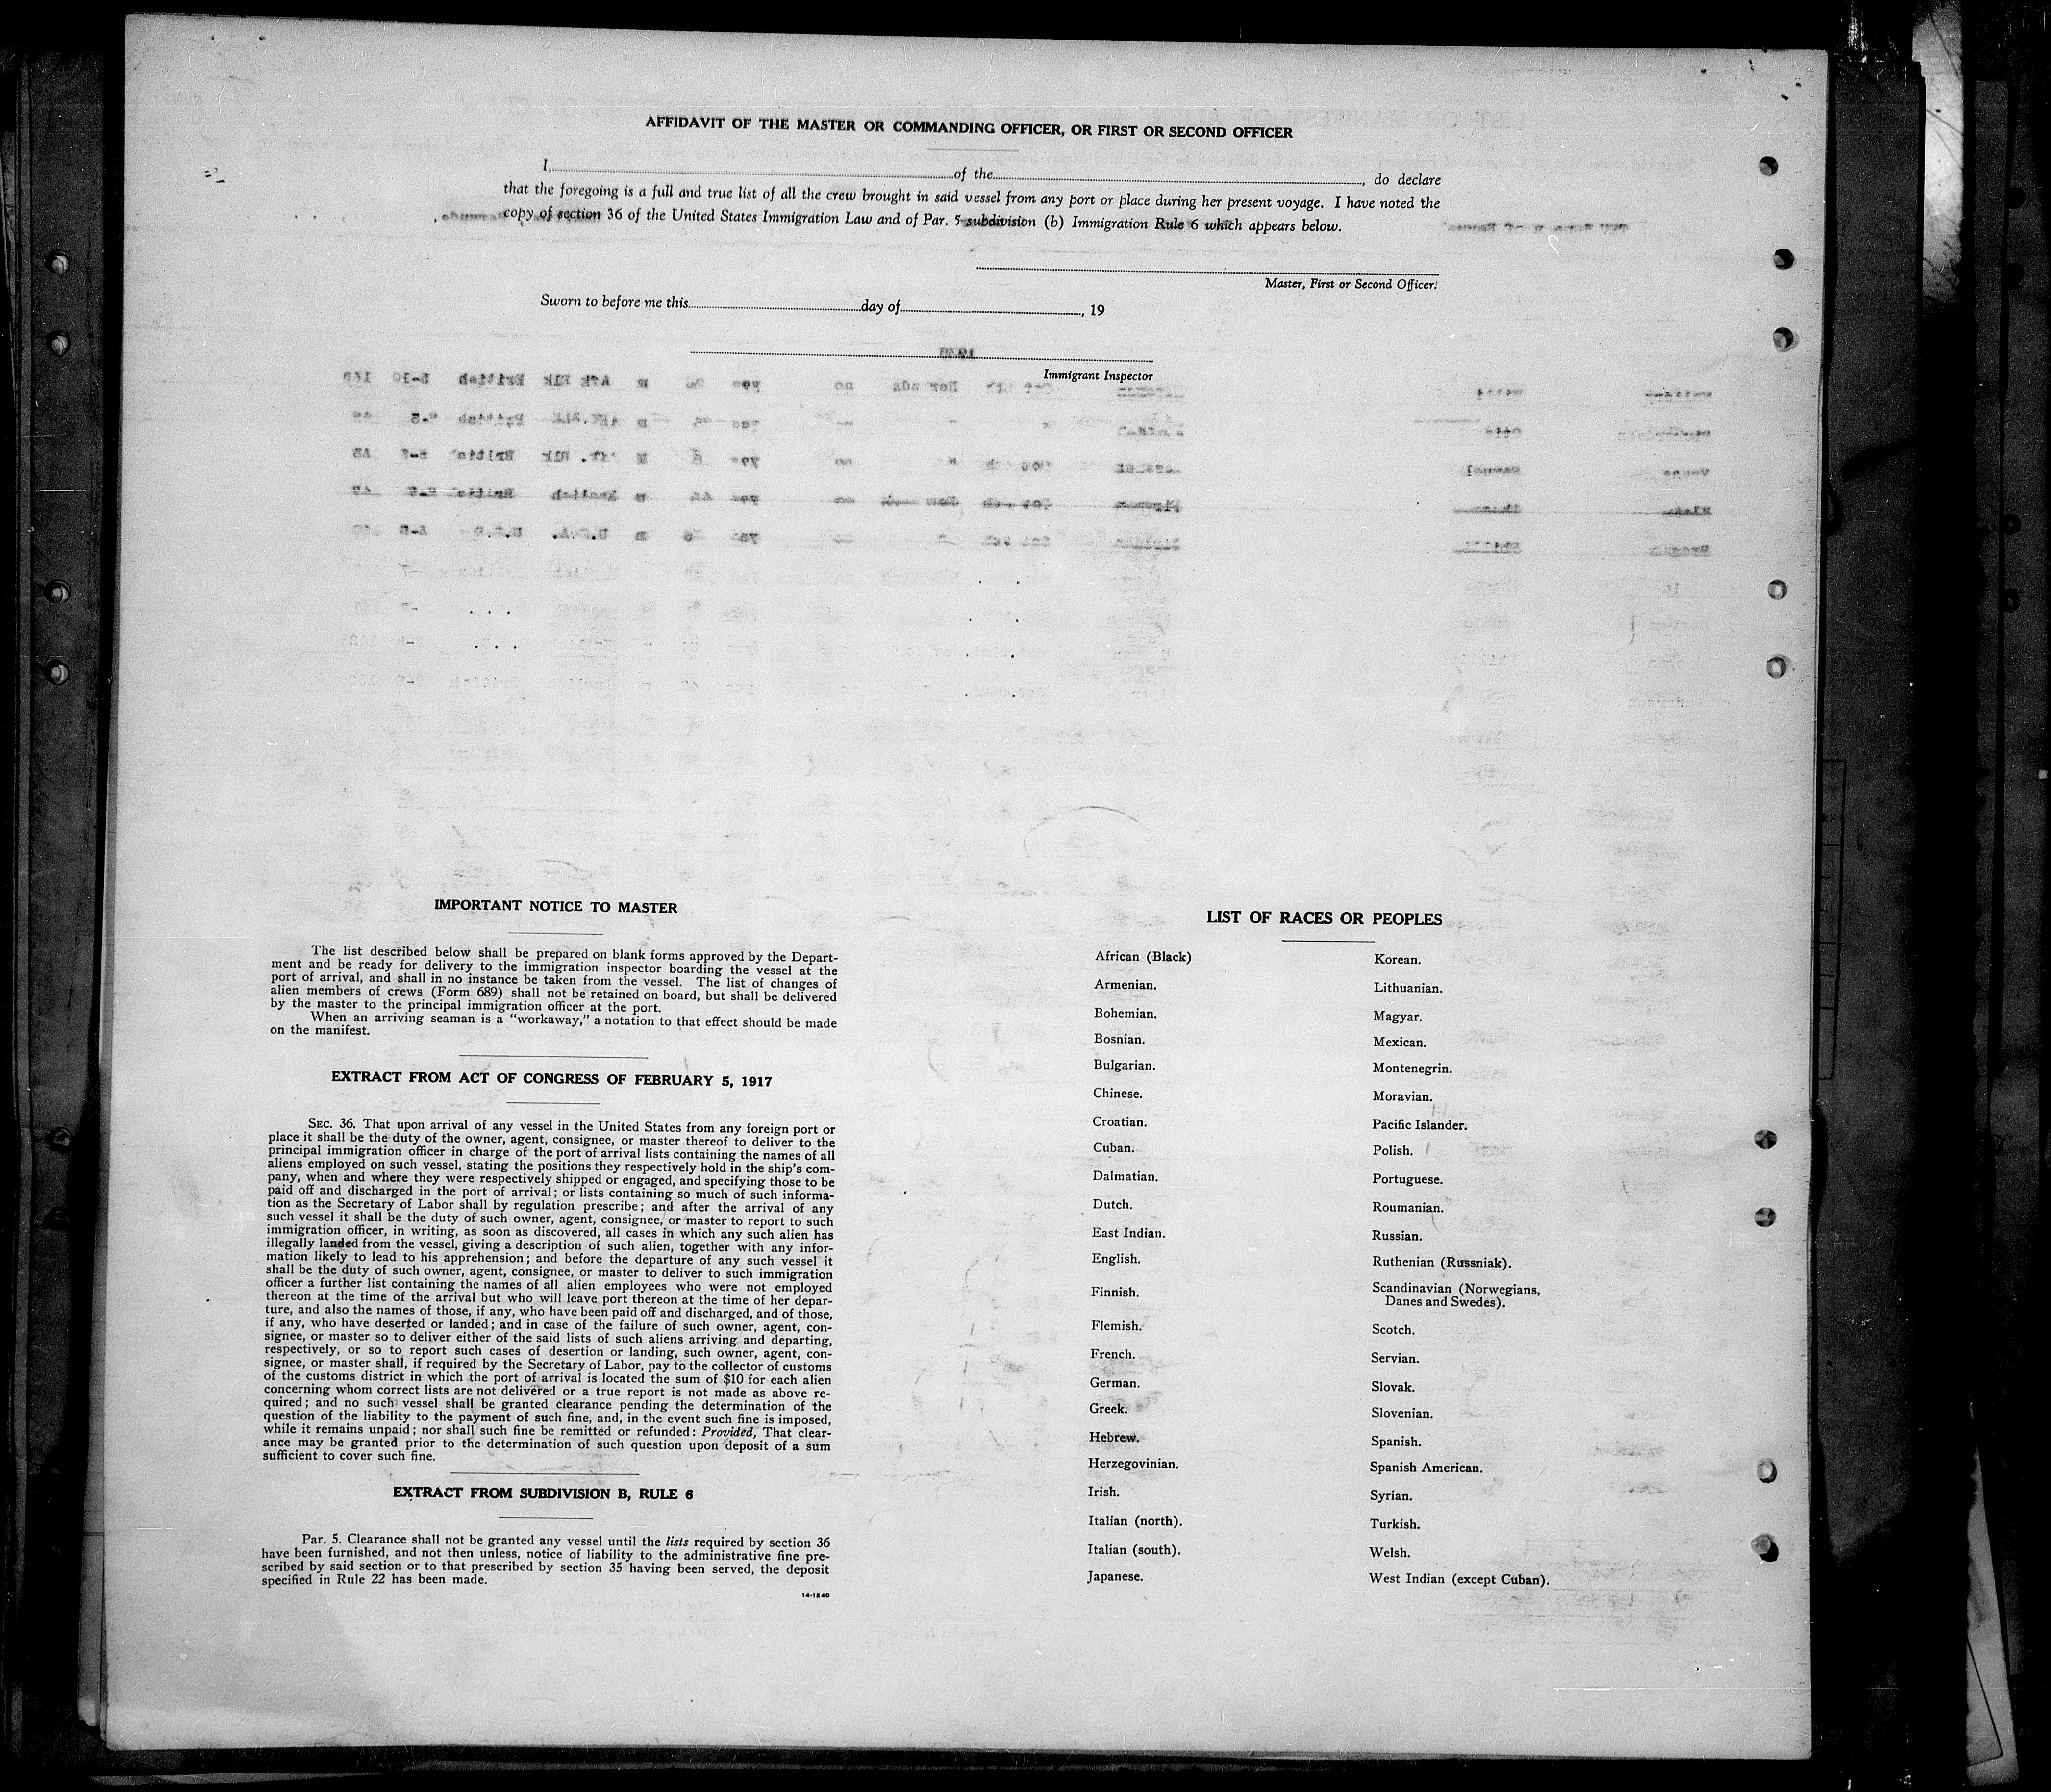 AFFIDAVIT OF THE MASTER OR COMMANDING OFFICER, OR FIRST OR SECOND OFFICER
I, of the , do declare
that the foregoing is a full and true list of all the crew brought in said vessel from any port or place during her present voyage. I have noted the
copy of section 36 of the United States Immigration Law and of Par. 5 subdivision (b) Immigration Rule 6 which appears below.
Master, First or Second Officer.
Sworn to before me this day of , 19
Immigrant Inspector
IMPORTANT NOTICE TO MASTER
The list described below shall be prepared on blank forms approved by the Depart-
ment and be ready for delivery to the immigration inspector boarding the vessel at the
port of arrival, and shall in no instance be taken from the vessel. The list of changes of
alien members of crews (Form 689) shall not be retained on board, but shall be delivered
by the master to the principal immigration officer at the port.
When an arriving seaman is a "workaway," a notation to that effect should be made
on the manifest.
EXTRACT FROM ACT OF CONGRESS OF FEBRUARY 5, 1917
SEC. 36. That upon arrival of any vessel in the United States from any foreign port or
place it shall be the duty of the owner, agent, consignee, or master thereof to deliver to the
principal immigration officer in charge of the port of arrival lists containing the names of all
aliens employed on such vessel, stating the positions they respectively hold in the ship's com-
pany, when and where they were respectively shipped or engaged, and specifying those to be
paid off and discharged in the port of arrival; or lists containing so much of such informa-
tion as the Secretary of Labor shall by regulation prescribe; and after the arrival of any
such vessel it shall be the duty of such owner, agent, consignee, or master to report to such
immigration officer, in writing, as soon as discovered, all cases in which any such alien has
illegally landed from the vessel, giving a description of such alien, together with any infor-
mation likely to lead to his apprehension; and before the departure of any such vessel it
shall be the duty of such owner, agent, consignee, or master to deliver to such immigration
officer a further list containing the names of all alien employees who were not employed
thereon at the time of the arrival but who will leave port thereon at the time of her depar-
ture, and also the names of those, if any, who have been paid off and discharged, and of those,
if any, who have deserted or landed; and in case of the failure of such owner, agent, con-
signee, or master so to deliver either of the said lists of such aliens arriving and departing,
respectively, or so to report such cases of desertion or landing, such owner, agent, con-
signee, or master shall, if required by the Secretary of Labor, pay to the collector of customs
of the customs district in which the port of arrival is located the sum of $10 for each alien
concerning whom correct lists are not delivered or a true report is not made as above re-
quired; and no such vessel shall be granted clearance pending the determination of the
question of the liability to the payment of such fine, and, in the event such fine is imposed,
while it remains unpaid; nor shall such fine be remitted or refunded: Provided, That clear-
ance may be granted prior to the determination of such question upon deposit of a sum
sufficient to cover such fine.
EXTRACT FROM SUBDIVISION B, RULE 6
Par. 5. Clearance shall not be granted any vessel until the lists required by section 36
have been furnished, and not then unless, notice of liability to the administrative fine pre-
scribed by said section or to that prescribed by section 35 having been served, the deposit
specified in Rule 22 has been made.
14-1240
LIST OF RACES OR PEOPLES
African (Black)
Armenian.
Bohemian.
Bosnian.
Bulgarian.
Chinese.
Croatian.
Cuban.
Dalmatian.
Dutch.
East Indian.
English.
Finnish.
Flemish.
French.
German.
Greek.
Hebrew.
Herzegovinian.
Irish.
Italian (north).
Italian (south).
Japanese.
Korean.
Lithuanian.
Magyar.
Mexican.
Montenegrin.
Moravian.
Pacific Islander.
Polish.
Portuguese.
Roumanian.
Russian.
Ruthenian (Russniak).
Scandinavian (Norwegians,
Danes and Swedes).
Scotch.
Servian.
Slovak.
Slovenian.
Spanish.
Spanish American.
Syrian.
Turkish.
Welsh.
West Indian (except Cuban).